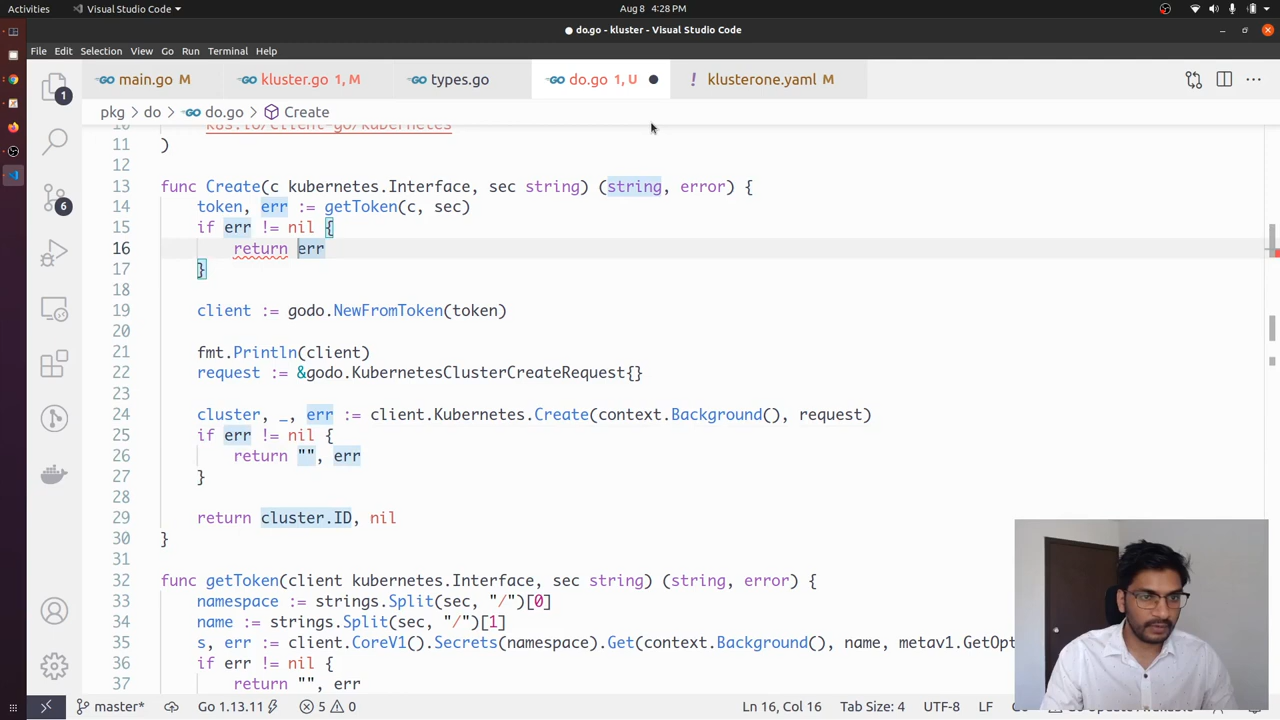 Activities
Visual Studio Code
Aug 8 4:28 PM
do.go - kluster - Visual Studio Code
File Edit Selection View Go Run Terminal Help
main.go M
kluster.go 1, M
types.go
do.go 1, U
! klusterone.yaml M
pkg > do > do.go > Create
10 k8s.io/client-go/kubernetes
11 )
12
13 func Create(c kubernetes.Interface, sec string) (string, error) {
14 token, err := getToken(c, sec)
15 if err != nil {
16 return err
17 }
18
19 client := godo.NewFromToken(token)
20
21 fmt.Println(client)
22 request := &godo.KubernetesClusterCreateRequest{}
23
24 cluster, _, err := client.Kubernetes.Create(context.Background(), request)
25 if err != nil {
26 return "", err
27 }
28
29 return cluster.ID, nil
30 }
31
32 func getToken(client kubernetes.Interface, sec string) (string, error) {
33 namespace := strings.Split(sec, "/")[0]
34 name := strings.Split(sec, "/")[1]
35 s, err := client.CoreV1().Secrets(namespace).Get(context.Background(), name, metav1.GetOpt
36 if err != nil {
37 return "", err
1
6
master*
Go 1.13.11
5
0
Ln 16, Col 16
Tab Size: 4
UTF-8
LF